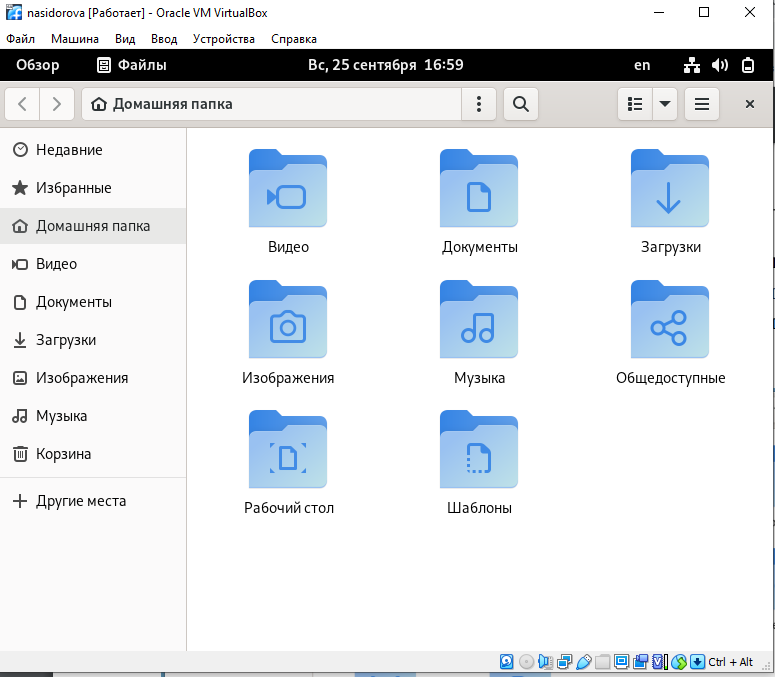 nasidorova [Работает] - Oracle VM VirtualBox
Файл Машина Вид Ввод Устройства Справка
Обзор Файлы Вс, 25 сентября 16:59 en
Домашняя папка
Недавние
Избранные
Домашняя папка
Видео
Документы
Загрузки
Изображения
Музыка
Корзина
Другие места
Видео Документы Загрузки
Изображения Музыка Общедоступные
Рабочий стол Шаблоны
Ctrl + Alt